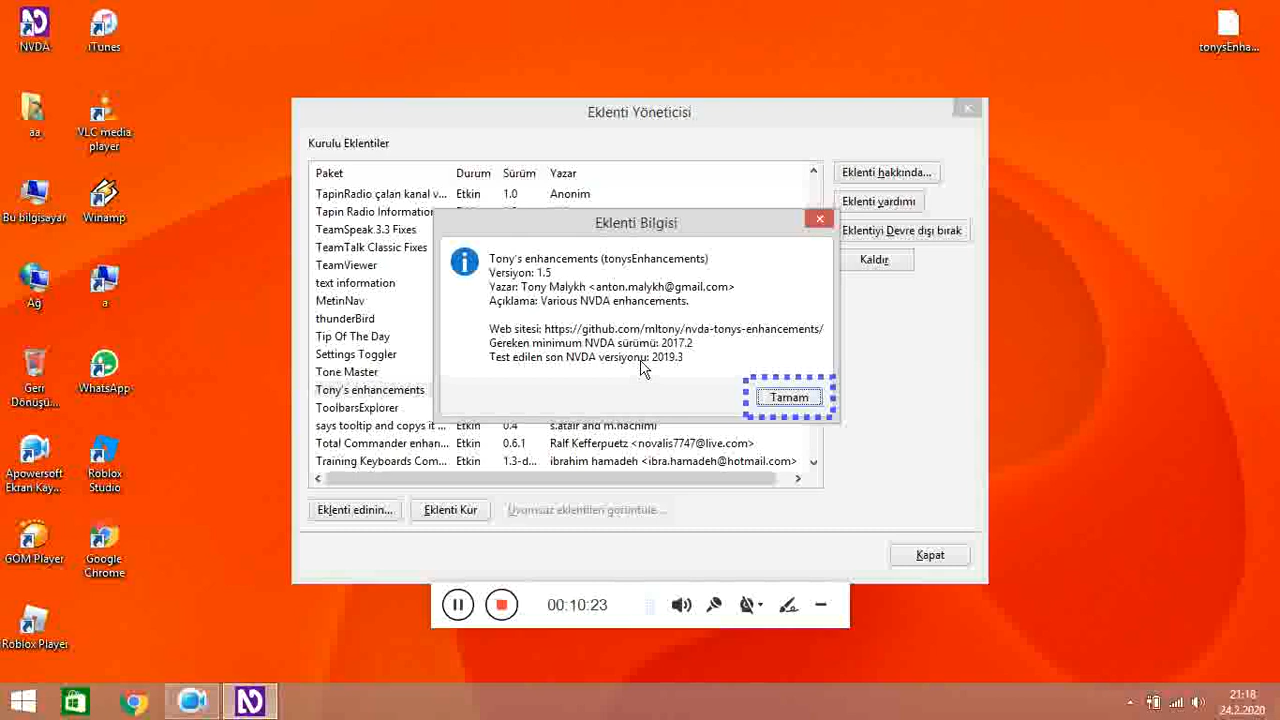 NVDA
iTunes
tonysEnha...
aa
VLC media
player
Bu bilgisayar
Winamp
Ağ
a
Geri
Dönüşü...
WhatsApp
Apowersoft
Ekran Kay...
Roblox
Studio
GOM Player
Google
Chrome
Roblox Player
Eklenti Yöneticisi
Kurulu Eklentiler
Paket Durum Sürüm Yazar
TapinRadio çalan kanal v... Etkin 1.0 Anonim
Tapin Radio Information
TeamSpeak 3.3 Fixes
TeamTalk Classic Fixes
TeamViewer
text information
MetinNav
thunderBird
Tip Of The Day
Settings Toggler
Tone Master
Tony's enhancements
ToolbarsExplorer
says tooltip and copys it ... Etkin 0.4 s.atair and m.hachimi
Total Commander enhan... Etkin 0.6.1 Ralf Kefferpuetz <novalis7747@live.com>
Training Keyboards Com... Etkin 1.3-d... ibrahim hamadeh <ibra.hamadeh@hotmail.com>
Eklenti hakkında...
Eklenti yardımı
Eklentiyi Devre dışı bırak
Kaldır
Eklenti Bilgisi
Tony's enhancements (tonysEnhancements)
Versiyon: 1.5
Yazar: Tony Malykh <anton.malykh@gmail.com>
Açıklama: Various NVDA enhancements.
Web sitesi: https://github.com/mltony/nvda-tonys-enhancements/
Gereken minimum NVDA sürümü: 2017.2
Test edilen son NVDA versiyonu: 2019.3
Tamam
Eklenti edinin...
Eklenti Kur
Uyumsuz eklentileri görüntüle...
Kapat
00:10:23
21:18
24.2.2020